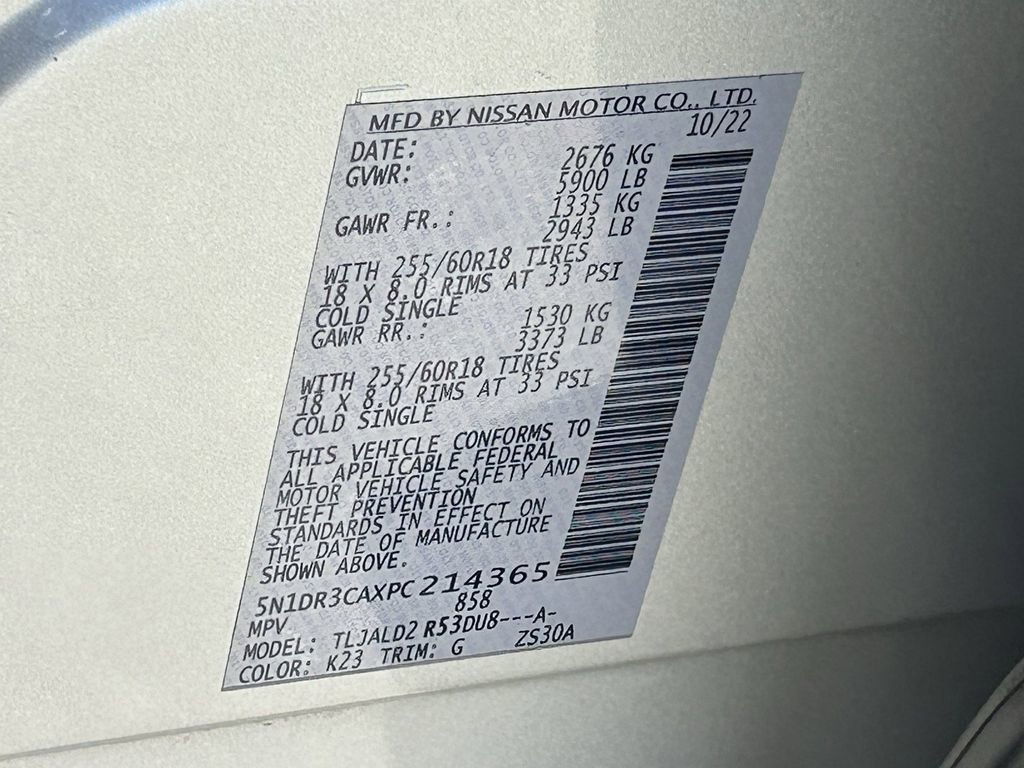 MFD BY NISSAN MOTOR CO., LTD.
DATE: 10/22
GVWR: 2676 KG
5900 LB
GAWR FR.: 1335 KG
2943 LB
WITH 255/60R18 TIRES
18 X 8.0 RIMS AT 33 PSI
COLD SINGLE
GAWR RR.: 1530 KG
3373 LB
WITH 255/60R18 TIRES
18 X 8.0 RIMS AT 33 PSI
COLD SINGLE
THIS VEHICLE CONFORMS TO
ALL APPLICABLE FEDERAL
MOTOR VEHICLE SAFETY AND
THEFT PREVENTION
STANDARDS IN EFFECT ON
THE DATE OF MANUFACTURE
SHOWN ABOVE.
5N1DR3CAXPC214365
MPV 858
MODEL: TLJALD2 R53DU8---A-
COLOR: K23 TRIM: G ZS30A